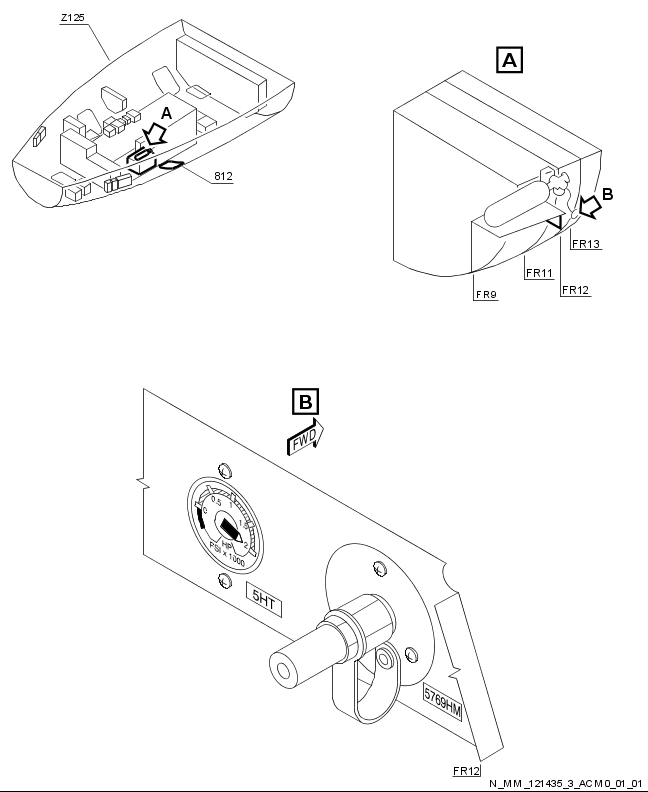 Z125
A
812
A
B
FR13
FR11
FR12
FR9
B
FWD
0 0.5 1 1.5 2
HP
PSI x 1000
5HT
5769HM
FR12
N_MM_121435_3_ACM0_01_01